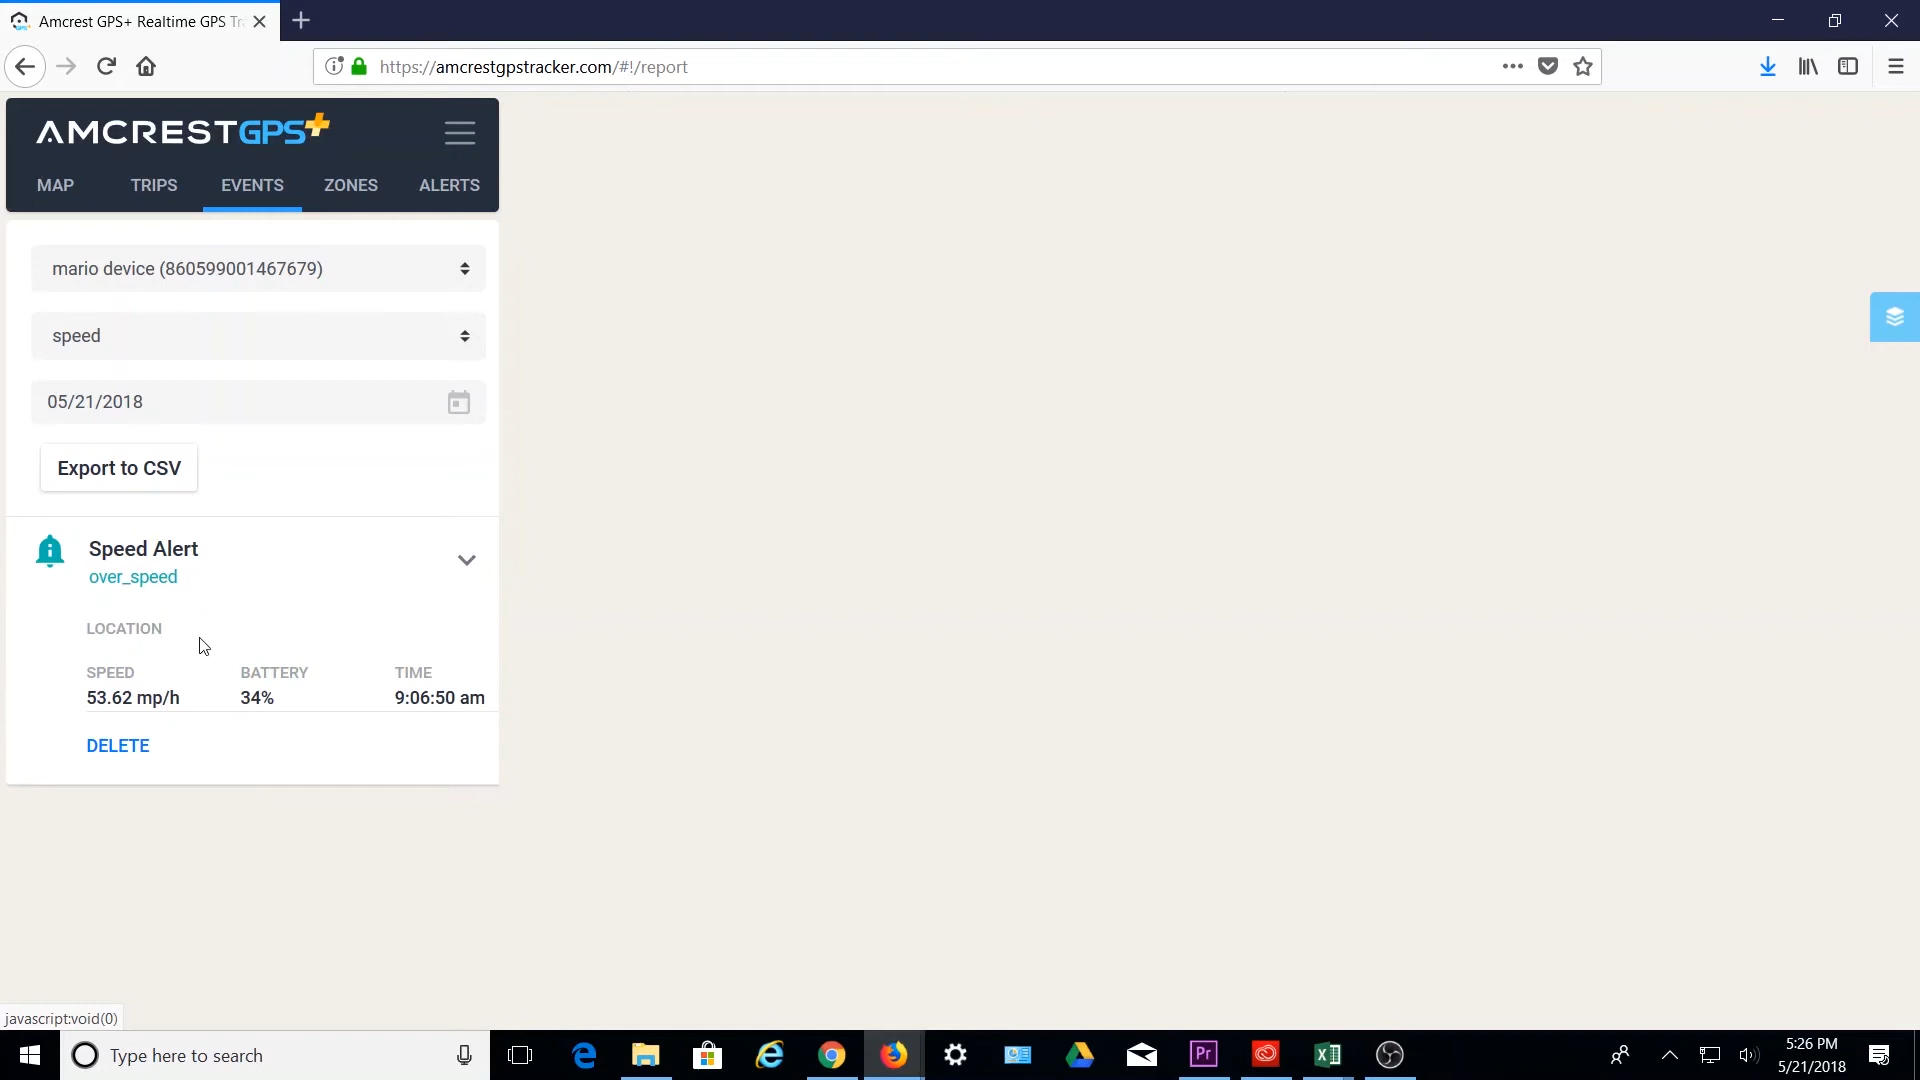 Amcrest GPS+ Realtime GPS Tr
https://amcrestgpstracker.com/#!/report
AMCRESTGPS+
MAP TRIPS EVENTS ZONES ALERTS
mario device (860599001467679)
speed
05/21/2018
Export to CSV
Speed Alert
over_speed
LOCATION
SPEED BATTERY TIME
53.62 mp/h 34% 9:06:50 am
DELETE
javascript:void(0)
Type here to search
Pr
5:26 PM
5/21/2018